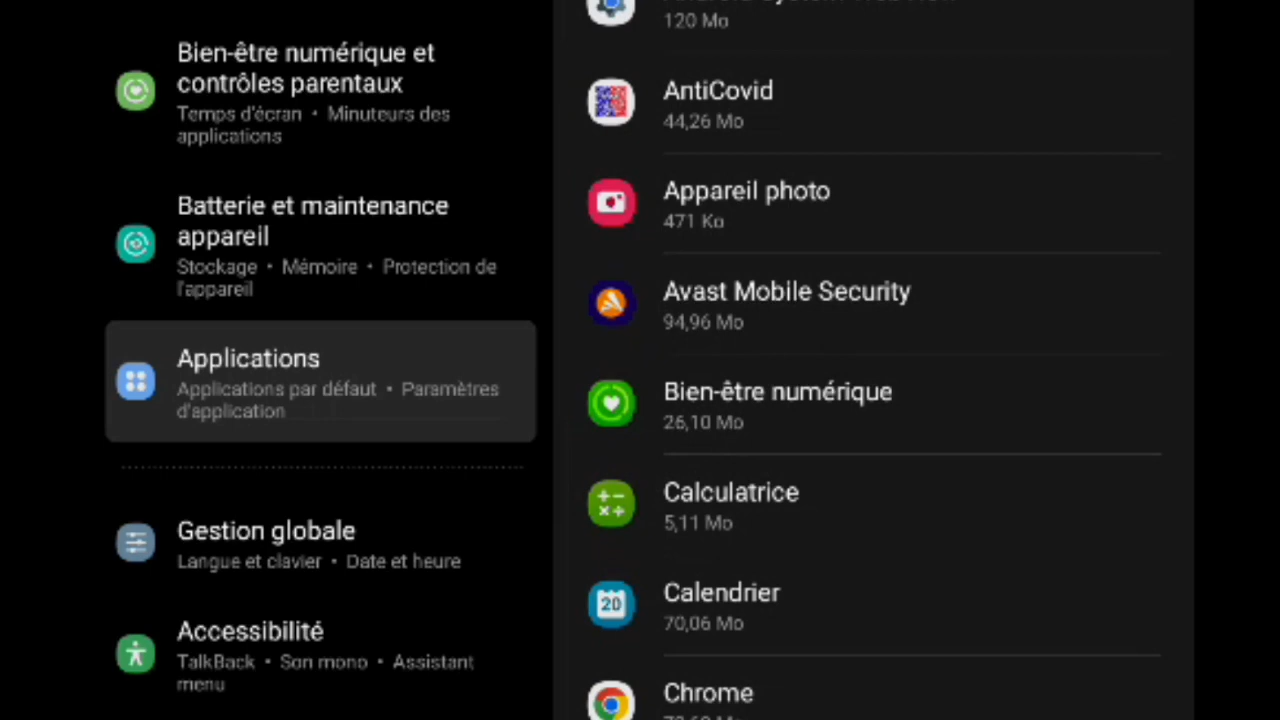 Bien-être numérique et
contrôles parentaux
Temps d'écran • Minuteurs des
applications
Batterie et maintenance
appareil
Stockage • Mémoire • Protection de
l'appareil
Applications
Applications par défaut • Paramètres
d'application
Gestion globale
Langue et clavier • Date et heure
Accessibilité
TalkBack • Son mono • Assistant
menu
120 Mo
AntiCovid
44,26 Mo
Appareil photo
471 Ko
Avast Mobile Security
94,96 Mo
Bien-être numérique
26,10 Mo
Calculatrice
5,11 Mo
20
Calendrier
70,06 Mo
Chrome